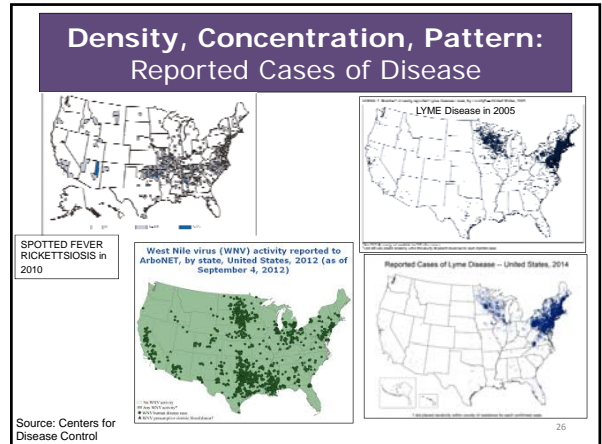 Density, Concentration, Pattern:
Reported Cases of Disease
LYME Disease in 2005
SPOTTED FEVER
RICKETTSIOSIS in
2010
West Nile virus (WNV) activity reported to
ArboNET, by state, United States, 2012 (as of
September 4, 2012)
Reported Cases of Lyme Disease -- United States, 2014
Source: Centers for
Disease Control
26